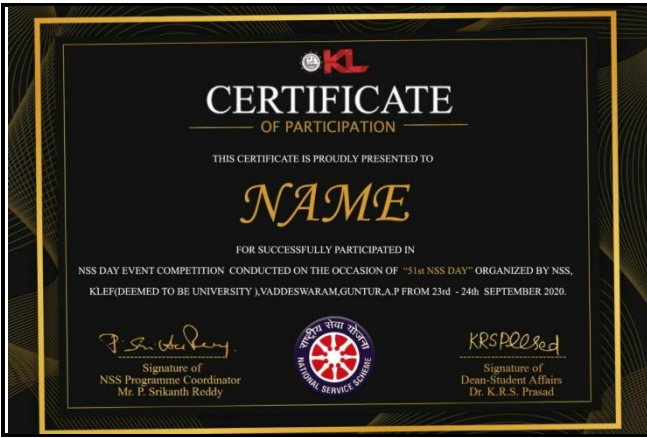 KL
CERTIFICATE
OF PARTICIPATION
THIS CERTIFICATE IS PROUDLY PRESENTED TO
NAME
FOR SUCCESSFULLY PARTICIPATED IN
NSS DAY EVENT COMPETITION CONDUCTED ON THE OCCASION OF "51st NSS DAY" ORGANIZED BY NSS,
KLEF(DEEMED TO BE UNIVERSITY ),VADDESWARAM,GUNTUR,A.P FROM 23rd - 24th SEPTEMBER 2020.
राष्ट्रीय सेवा योजना
NATIONAL SERVICE SCHEME
Signature of
NSS Programme Coordinator
Mr. P. Srikanth Reddy
KRSPrasad
Signature of
Dean-Student Affairs
Dr. K.R.S. Prasad